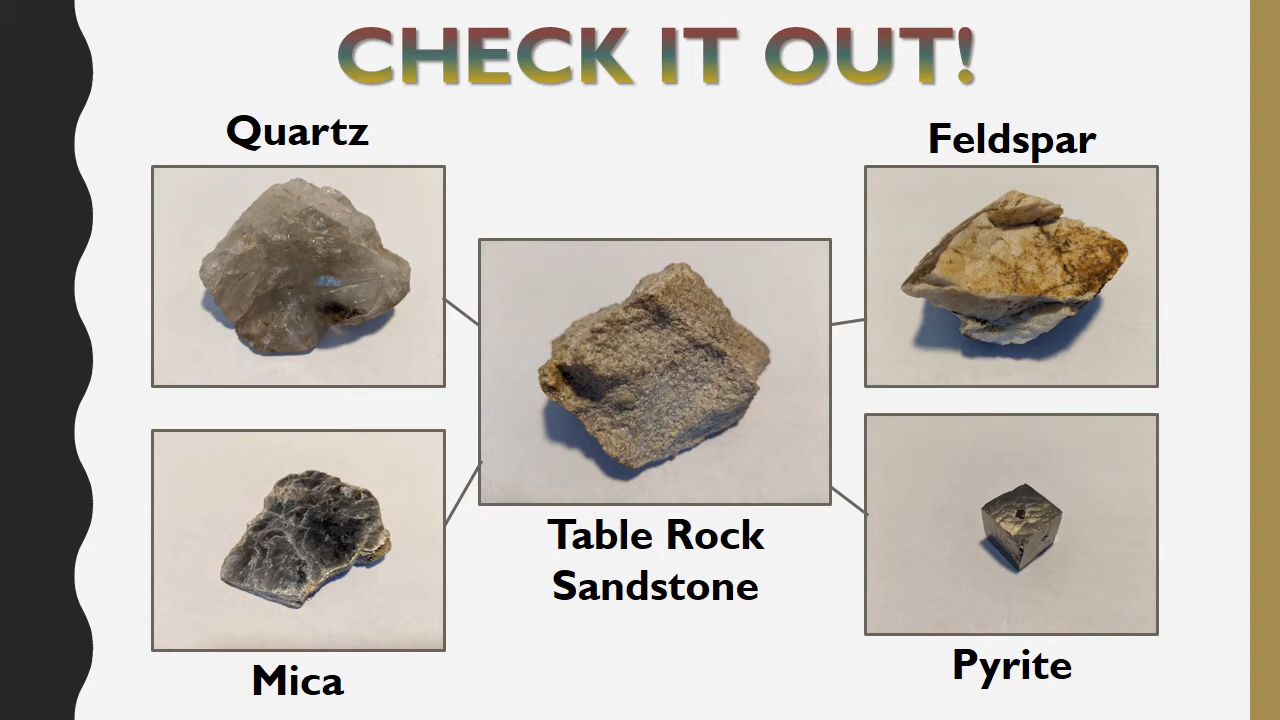 CHECK IT OUT!
Quartz
Feldspar
Table Rock
Sandstone
Mica
Pyrite